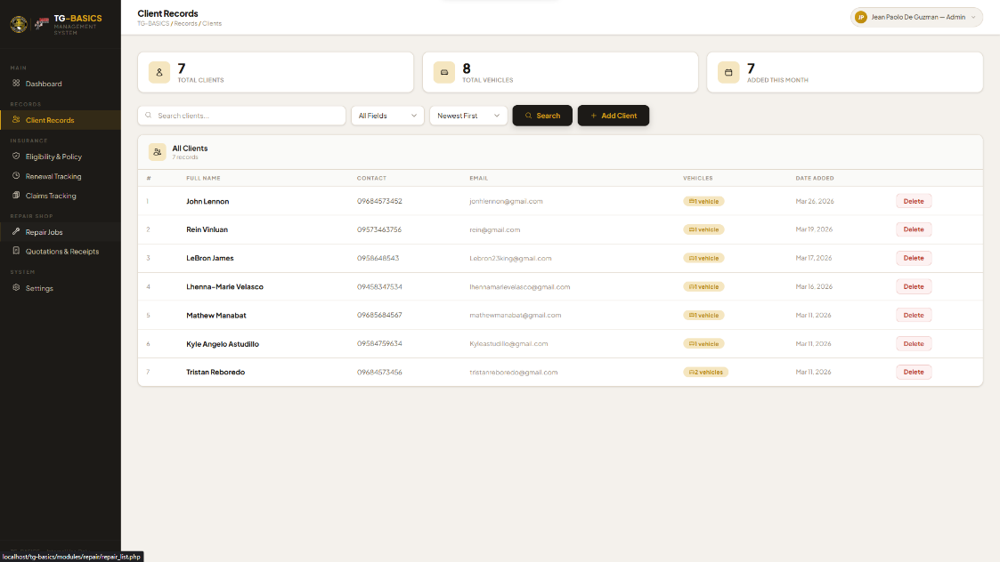 TG-BASICS
MANAGEMENT
SYSTEM
MAIN
Dashboard
RECORDS
Client Records
INSURANCE
Eligibility & Policy
Renewal Tracking
Claims Tracking
REPAIR SHOP
Repair Jobs
Quotations & Receipts
SYSTEM
Settings
localhost/tg-basics/modules/repair/repair_list.php
Client Records
TG-BASICS / Records / Clients
JP Jean Paolo De Guzman — Admin
7
TOTAL CLIENTS
8
TOTAL VEHICLES
7
ADDED THIS MONTH
Search clients... All Fields Newest First Search + Add Client
All Clients
7 records
# FULL NAME CONTACT EMAIL VEHICLES DATE ADDED
1 John Lennon 09684573452 jonhlennon@gmail.com 1 vehicle Mar 26, 2026 Delete
2 Rein Vinluan 09573463756 rein@gmail.com 1 vehicle Mar 19, 2026 Delete
3 LeBron James 0958648543 Lebron23king@gmail.com 1 vehicle Mar 17, 2026 Delete
4 Lhenna-Marie Velasco 09458347534 lhennamarievelasco@gmail.com 1 vehicle Mar 16, 2026 Delete
5 Mathew Manabat 09685684567 mathewmanabat@gmail.com 1 vehicle Mar 11, 2026 Delete
6 Kyle Angelo Astudillo 09584759634 Kyleastudillo@gmail.com 1 vehicle Mar 11, 2026 Delete
7 Tristan Reboredo 09684573456 tristanreboredo@gmail.com 2 vehicles Mar 11, 2026 Delete